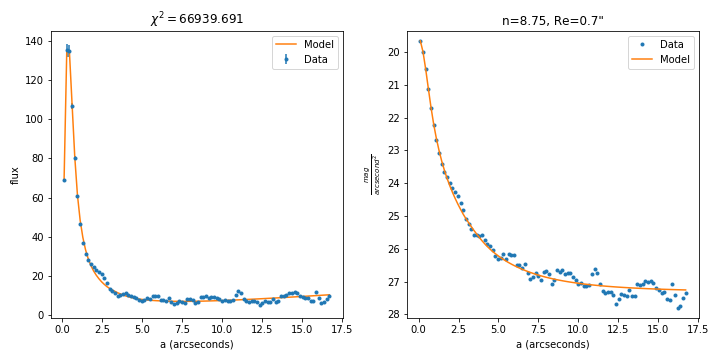 χ² = 66939.691
140
120
100
80
60
40
20
0
flux
Model
Data
0.0 2.5 5.0 7.5 10.0 12.5 15.0 17.5
a (arcseconds)
n=8.75, Re=0.7"
20
21
22
23
24
25
26
27
28
mag
arcsecond²
Data
Model
0.0 2.5 5.0 7.5 10.0 12.5 15.0 17.5
a (arcseconds)